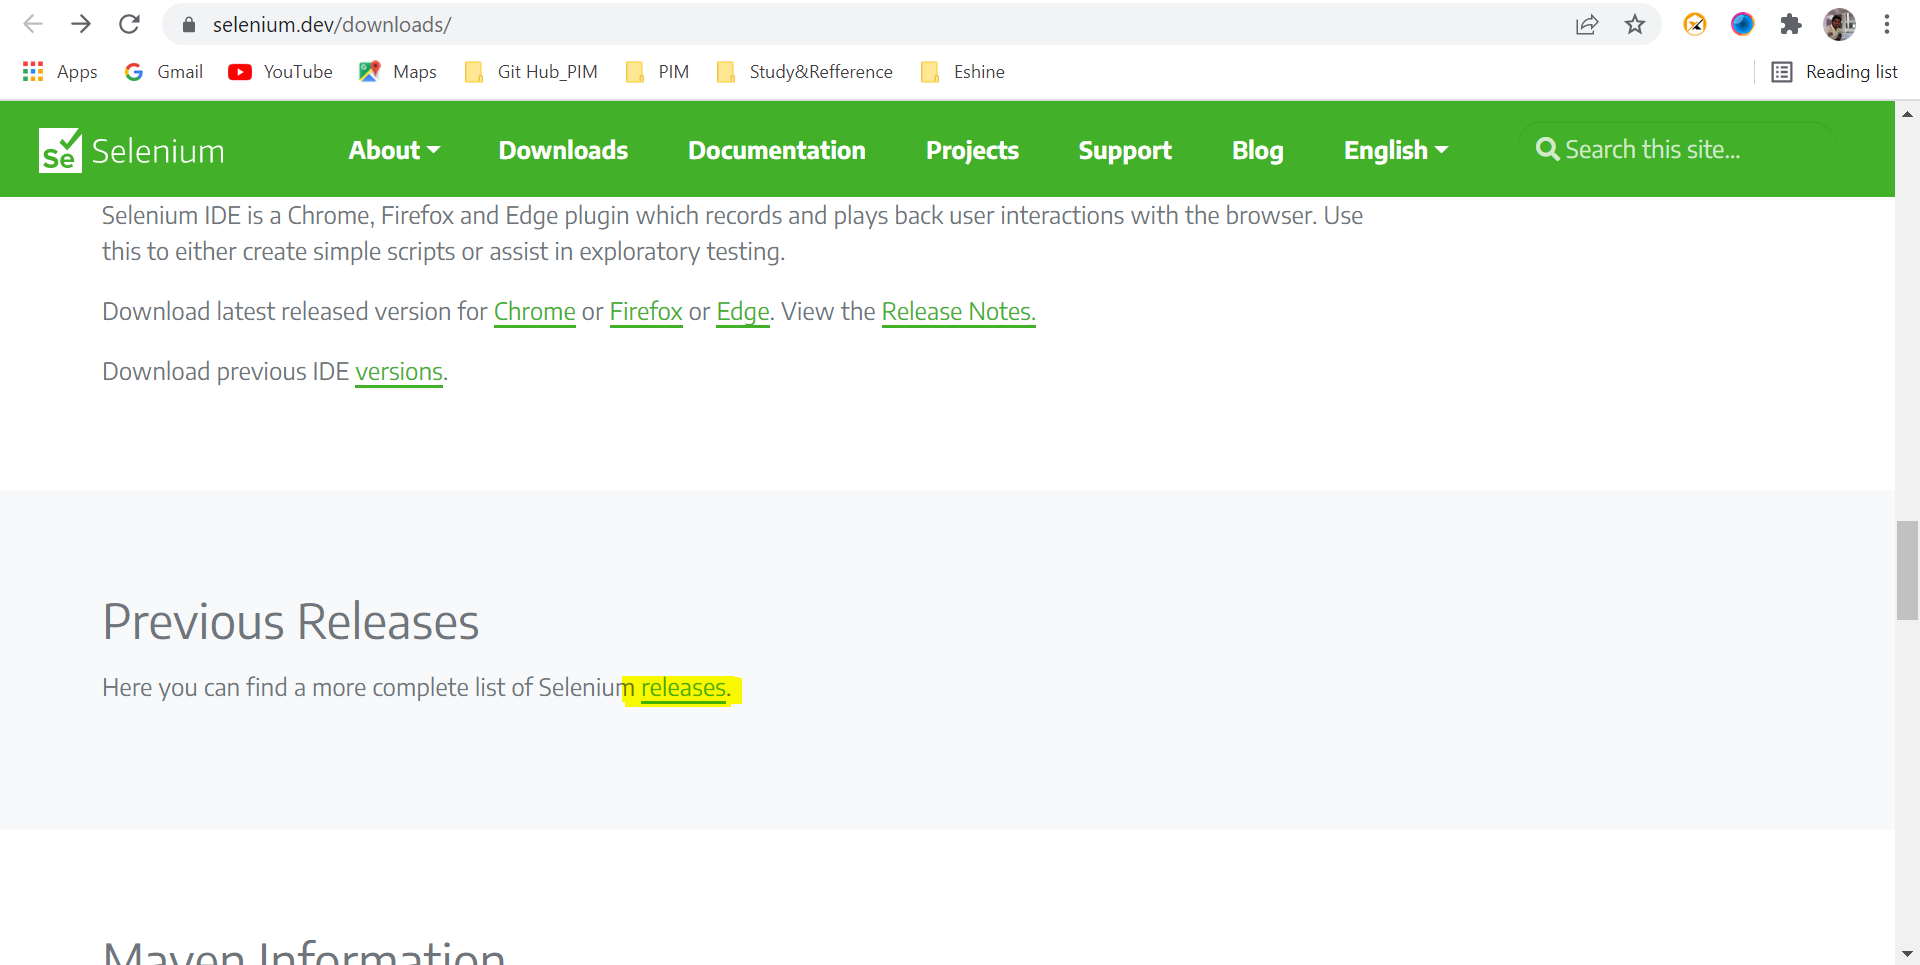 selenium.dev/downloads/
Apps Gmail YouTube Maps Git Hub_PIM PIM Study&Refference Eshine Reading list
Se Selenium About Downloads Documentation Projects Support Blog English Search this site...
Selenium IDE is a Chrome, Firefox and Edge plugin which records and plays back user interactions with the browser. Use
this to either create simple scripts or assist in exploratory testing.
Download latest released version for Chrome or Firefox or Edge. View the Release Notes.
Download previous IDE versions.
Previous Releases
Here you can find a more complete list of Selenium releases.
Maven Information